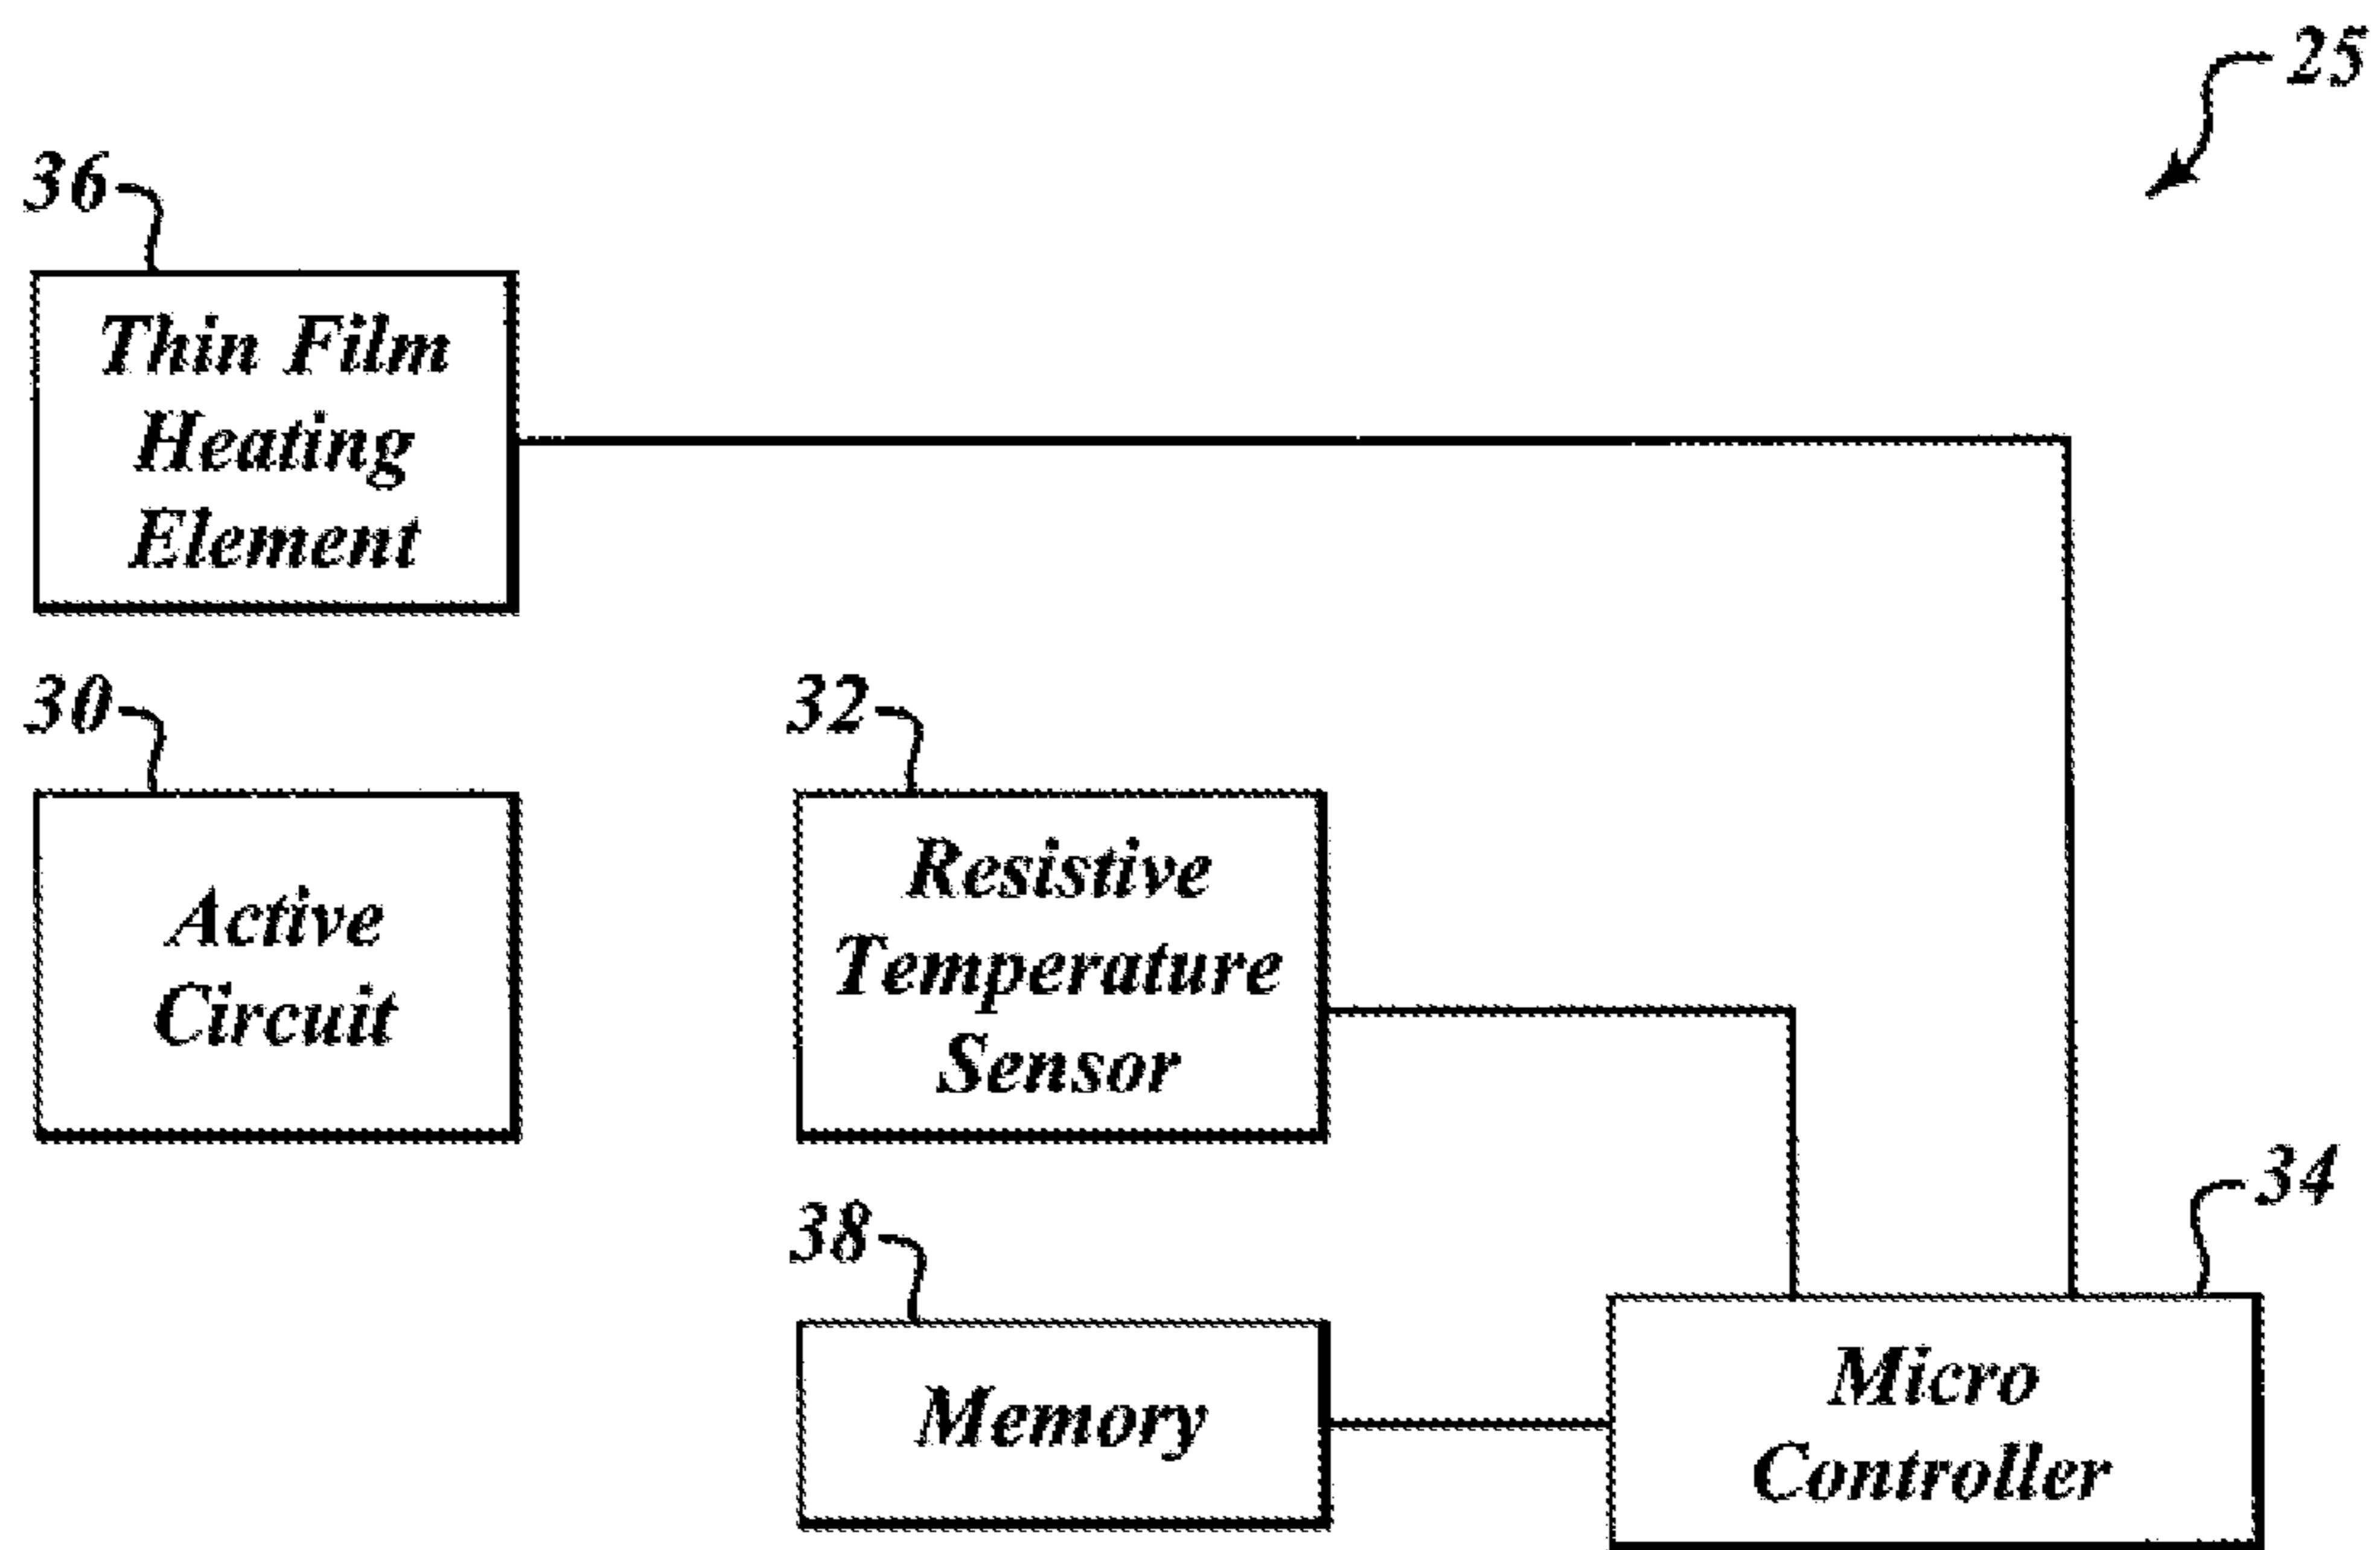 25
36
Thin Film
Heating
Element
30
Active
Circuit
32
Resistive
Temperature
Sensor
38
Memory
34
Micro
Controller